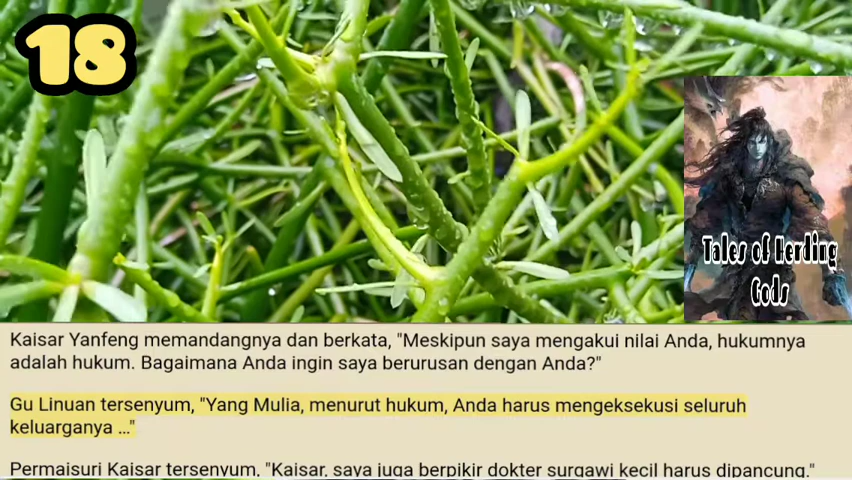 18
Tales of Herding
Gods
Kaisar Yanfeng memandangnya dan berkata, "Meskipun saya mengakui nilai Anda, hukumnya
adalah hukum. Bagaimana Anda ingin saya berurusan dengan Anda?"
Gu Linuan tersenyum, "Yang Mulia, menurut hukum, Anda harus mengeksekusi seluruh
keluarganya ..."
Permaisuri Kaisar tersenyum, "Kaisar, saya juga berpikir dokter surgawi kecil harus dipancung."